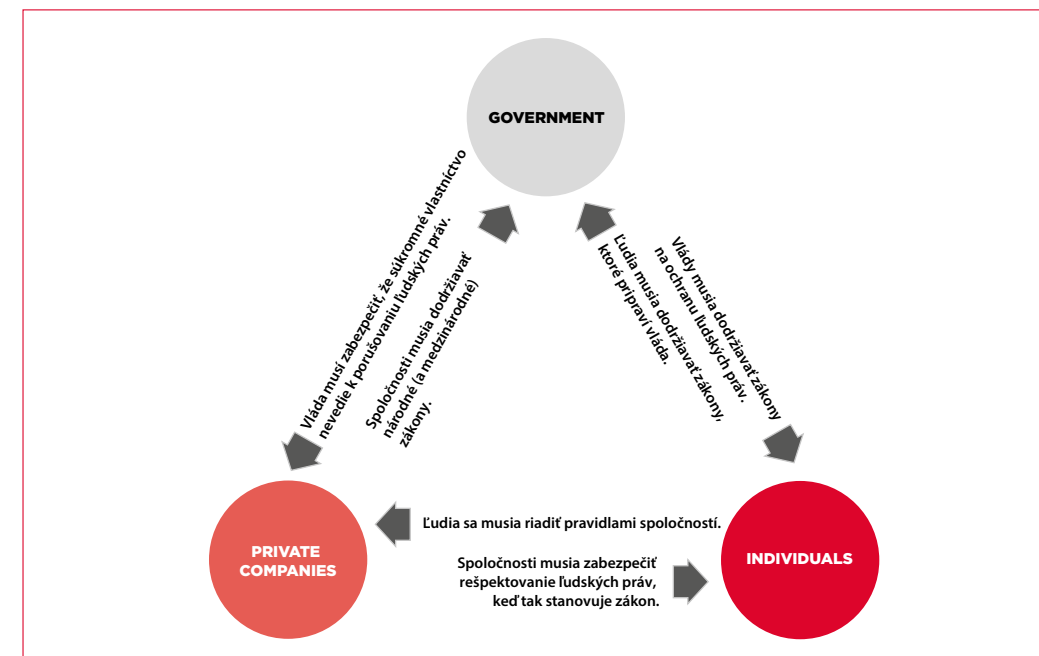 GOVERNMENT
Vláda musí zabezpečiť, že súkromné vlastníctvo
nevedie k porušovaniu ľudských práv.
Spoločnosti musia dodržiavať
národné (a medzinárodné)
zákony.
Ľudia musia dodržiavať zákony,
ktoré pripraví vláda.
Vlády musia dodržiavať zákony
na ochranu ľudských práv.
PRIVATE
COMPANIES
Ľudia sa musia riadiť pravidlami spoločností.
Spoločnosti musia zabezpečiť
rešpektovanie ľudských práv,
keď tak stanovuje zákon.
INDIVIDUALS